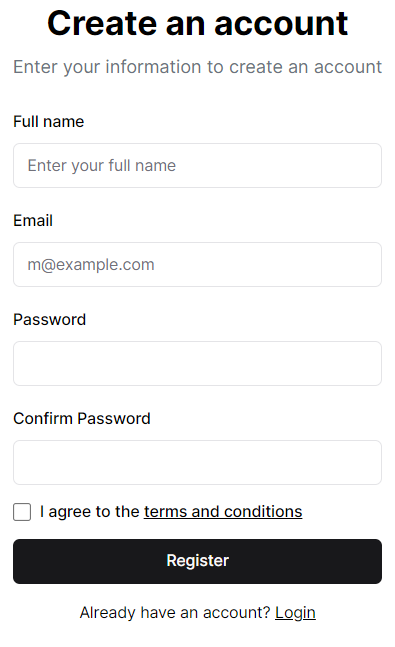 Create an account
Enter your information to create an account
Full name
Enter your full name
Email
m@example.com
Password
Confirm Password
I agree to the terms and conditions
Register
Already have an account? Login